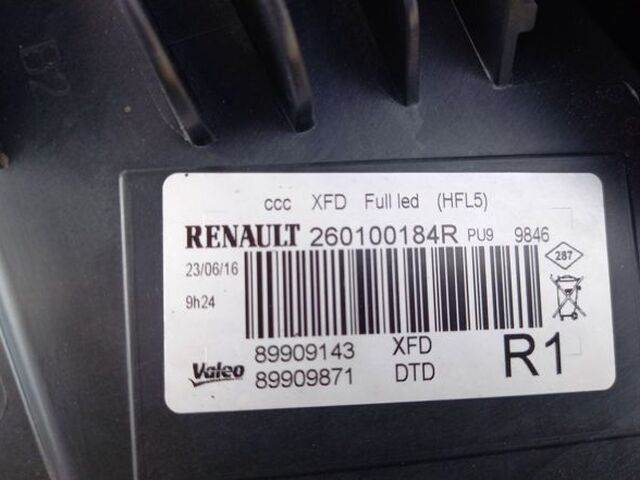 B2
ccc XFD Full led (HFL5)
RENAULT 260100184R PU9 9846
23/06/16
287
9h24
89909143 XFD
Valeo 89909871 DTD
R1